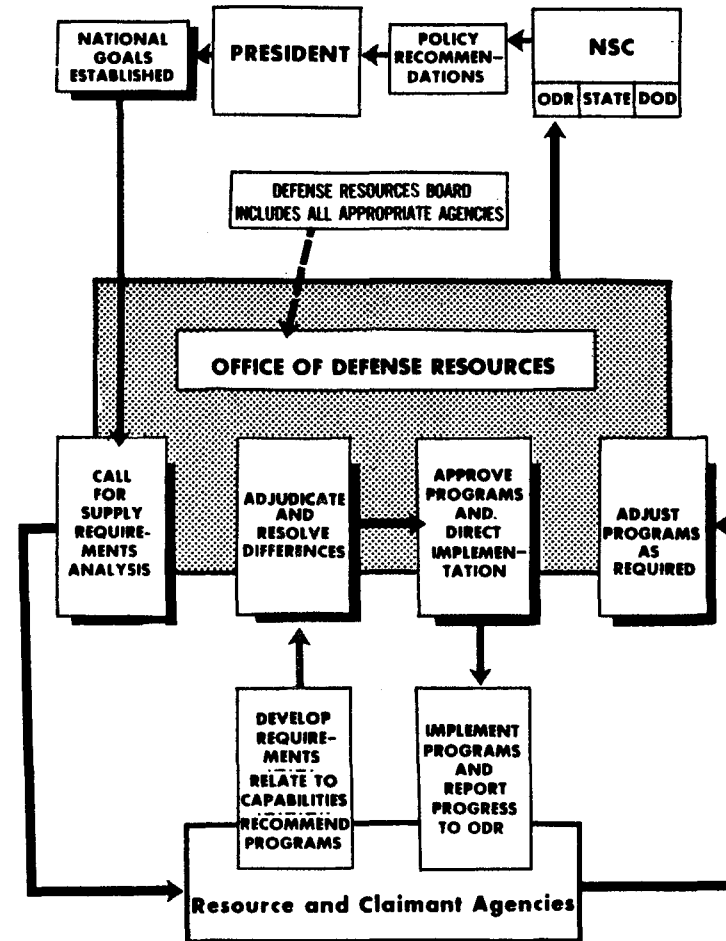 NATIONAL
GOALS
ESTABLISHED
PRESIDENT
POLICY
RECOMMEN-
DATIONS
NSC
ODR STATE DOD
DEFENSE RESOURCES BOARD
INCLUDES ALL APPROPRIATE AGENCIES
OFFICE OF DEFENSE RESOURCES
CALL
FOR
SUPPLY
REQUIRE-
MENTS
ANALYSIS
ADJUDICATE
AND
RESOLVE
DIFFERENCES
APPROVE
PROGRAMS
AND.
DIRECT
IMPLEMEN-
TATION
ADJUST
PROGRAMS
AS
REQUIRED
DEVELOP
REQUIRE-
MENTS
RELATE TO
CAPABILITIES
RECOMMEND
PROGRAMS
IMPLEMENT
PROGRAMS
AND
REPORT
PROGRESS
TO ODR
Resource and Claimant Agencies